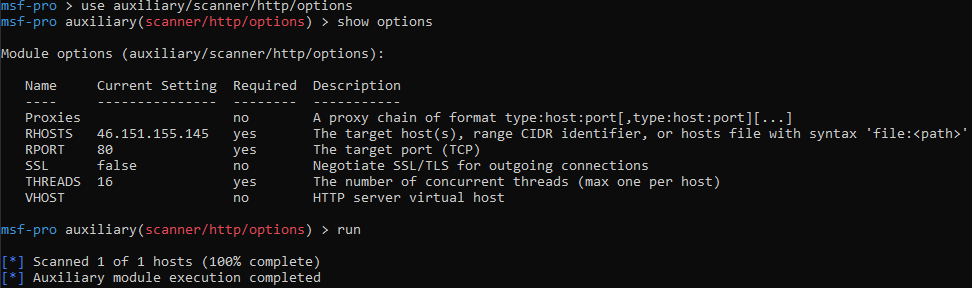 msf-pro > use auxiliary/scanner/http/options
msf-pro auxiliary(scanner/http/options) > show options
Module options (auxiliary/scanner/http/options):
Name     Current Setting  Required  Description
----     ---------------  --------  -----------
Proxies                   no        A proxy chain of format type:host:port[,type:host:port][...]
RHOSTS   46.151.155.145   yes       The target host(s), range CIDR identifier, or hosts file with syntax 'file:<path>'
RPORT    80               yes       The target port (TCP)
SSL      false            no        Negotiate SSL/TLS for outgoing connections
THREADS  16               yes       The number of concurrent threads (max one per host)
VHOST                     no        HTTP server virtual host
msf-pro auxiliary(scanner/http/options) > run
[*] Scanned 1 of 1 hosts (100% complete)
[*] Auxiliary module execution completed